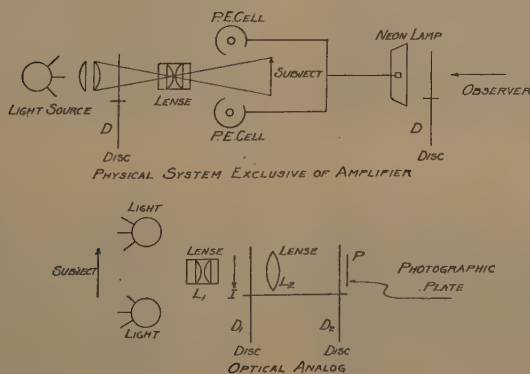 P.E. CELL
NEON LAMP
SUBJECT
LIGHT SOURCE
LENSE
OBSERVER
P.E. CELL
D
D
DISC
DISC
PHYSICAL SYSTEM EXCLUSIVE OF AMPLIFIER
LIGHT
LENSE
LENSE
P
SUBJECT
PHOTOGRAPHIC
PLATE
L1
I
L2
LIGHT
D1
D2
DISC
DISC
OPTICAL ANALOG